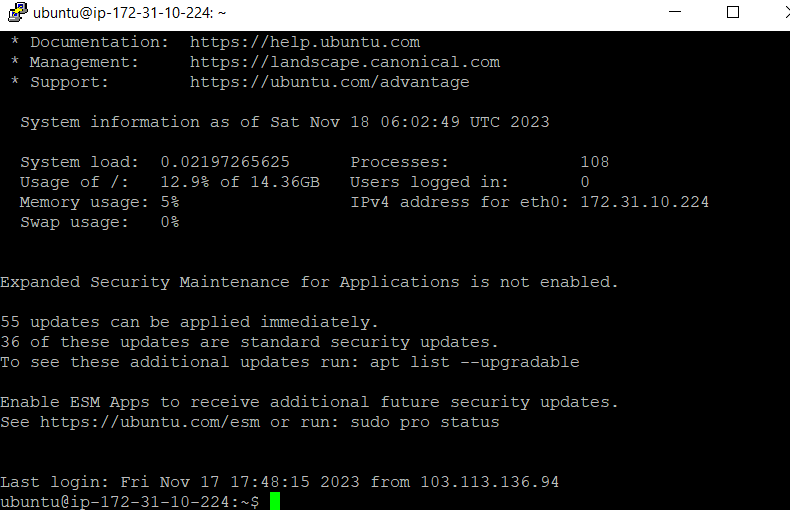 ubuntu@ip-172-31-10-224: ~
* Documentation:  https://help.ubuntu.com
* Management:     https://landscape.canonical.com
* Support:        https://ubuntu.com/advantage
System information as of Sat Nov 18 06:02:49 UTC 2023
System load:  0.02197265625      Processes:             108
Usage of /:   12.9% of 14.36GB   Users logged in:       0
Memory usage: 5%                 IPv4 address for eth0: 172.31.10.224
Swap usage:   0%
Expanded Security Maintenance for Applications is not enabled.
55 updates can be applied immediately.
36 of these updates are standard security updates.
To see these additional updates run: apt list --upgradable
Enable ESM Apps to receive additional future security updates.
See https://ubuntu.com/esm or run: sudo pro status
Last login: Fri Nov 17 17:48:15 2023 from 103.113.136.94
ubuntu@ip-172-31-10-224:~$